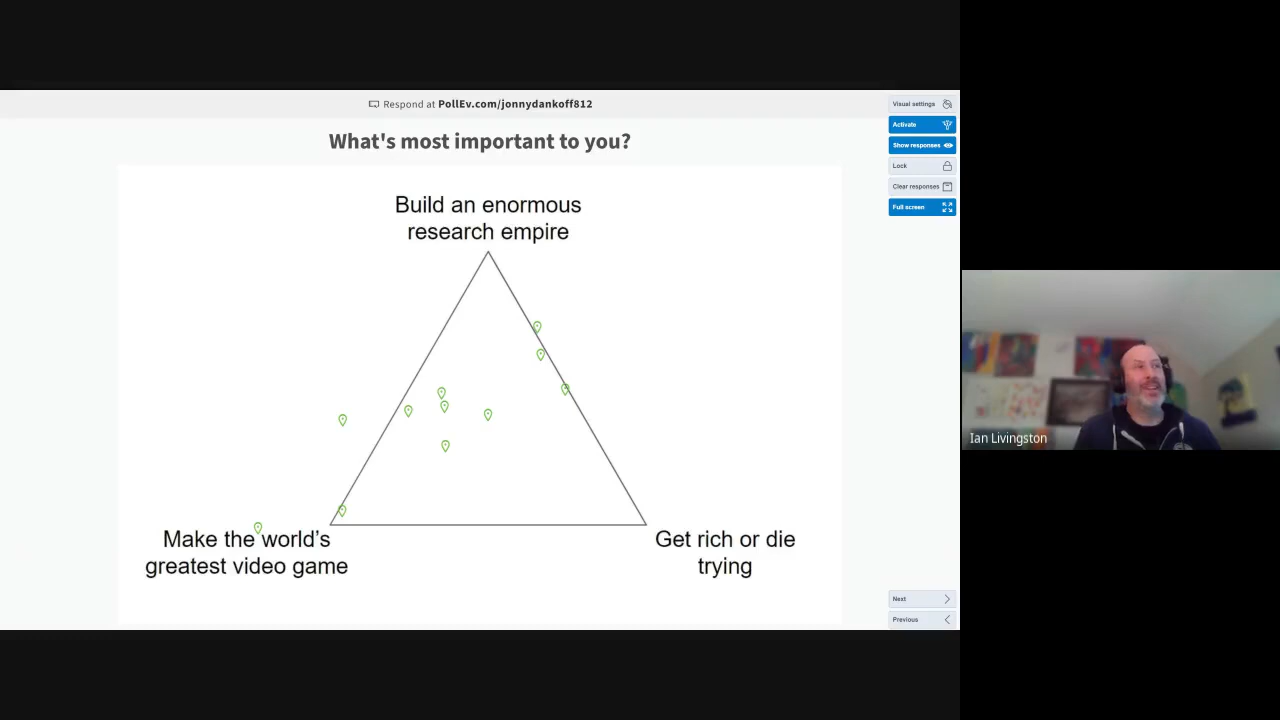 Respond at PollEv.com/jonnydankoff812
What's most important to you?
Build an enormous
research empire
Make the world's
greatest video game
Get rich or die
trying
Visual settings
Activate
Show responses
Lock
Clear responses
Full screen
Next
Previous
Ian Livingston